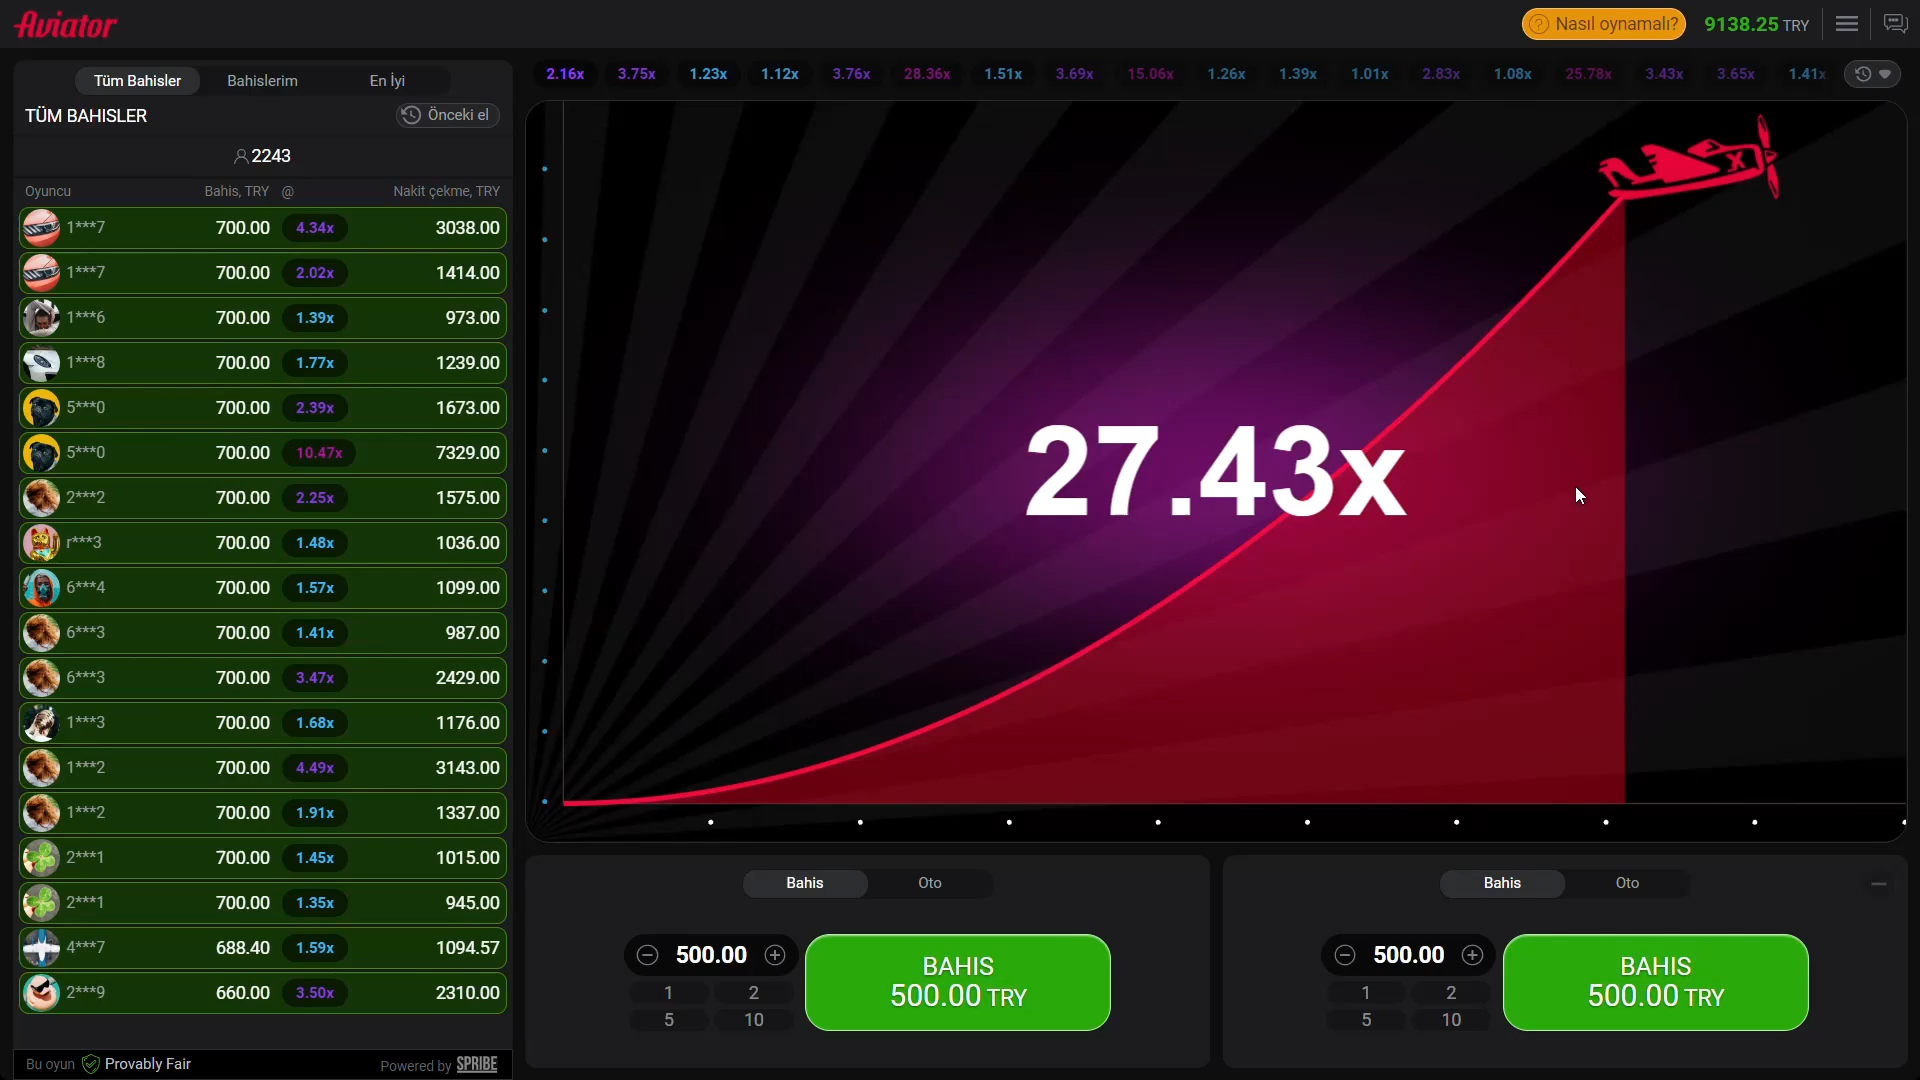 Aviator
Nasıl oynamalı?
9138.25 TRY
Tüm Bahisler Bahislerim En İyi
2.16x 3.75x 1.23x 1.12x 3.76x 28.36x 1.51x 3.69x 15.06x 1.26x 1.39x 1.01x 2.83x 1.08x 25.78x 3.43x 3.65x 1.41x
TÜM BAHISLER Önceki el
2243
Oyuncu Bahis, TRY @ Nakit çekme, TRY
1***7 700.00 4.34x 3038.00
1***7 700.00 2.02x 1414.00
1***6 700.00 1.39x 973.00
1***8 700.00 1.77x 1239.00
5***0 700.00 2.39x 1673.00
5***0 700.00 10.47x 7329.00
2***2 700.00 2.25x 1575.00
r***3 700.00 1.48x 1036.00
6***4 700.00 1.57x 1099.00
6***3 700.00 1.41x 987.00
6***3 700.00 3.47x 2429.00
1***3 700.00 1.68x 1176.00
1***2 700.00 4.49x 3143.00
1***2 700.00 1.91x 1337.00
2***1 700.00 1.45x 1015.00
2***1 700.00 1.35x 945.00
4***7 688.40 1.59x 1094.57
2***9 660.00 3.50x 2310.00
Bu oyun Provably Fair Powered by SPRIBE
X
27.43x
Bahis Oto
500.00
1 2
5 10
BAHIS
500.00 TRY
Bahis Oto
500.00
1 2
5 10
BAHIS
500.00 TRY